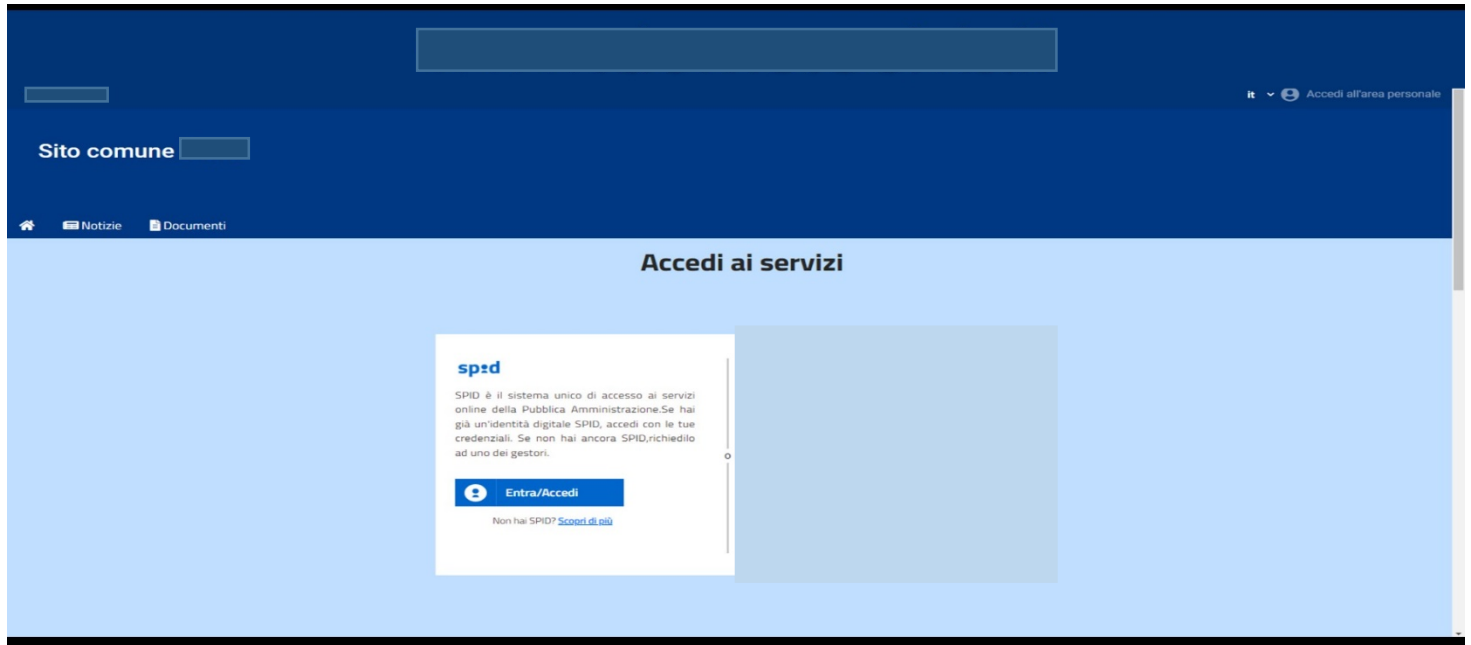 it Accedi all'area personale
Sito comune
Notizie Documenti
Accedi ai servizi
spid
SPID è il sistema unico di accesso ai servizi
online della Pubblica Amministrazione.Se hai
già un'identità digitale SPID, accedi con le tue
credenziali. Se non hai ancora SPID,richiedilo
ad uno dei gestori.
o
Entra/Accedi
Non hai SPID? Scopri di più